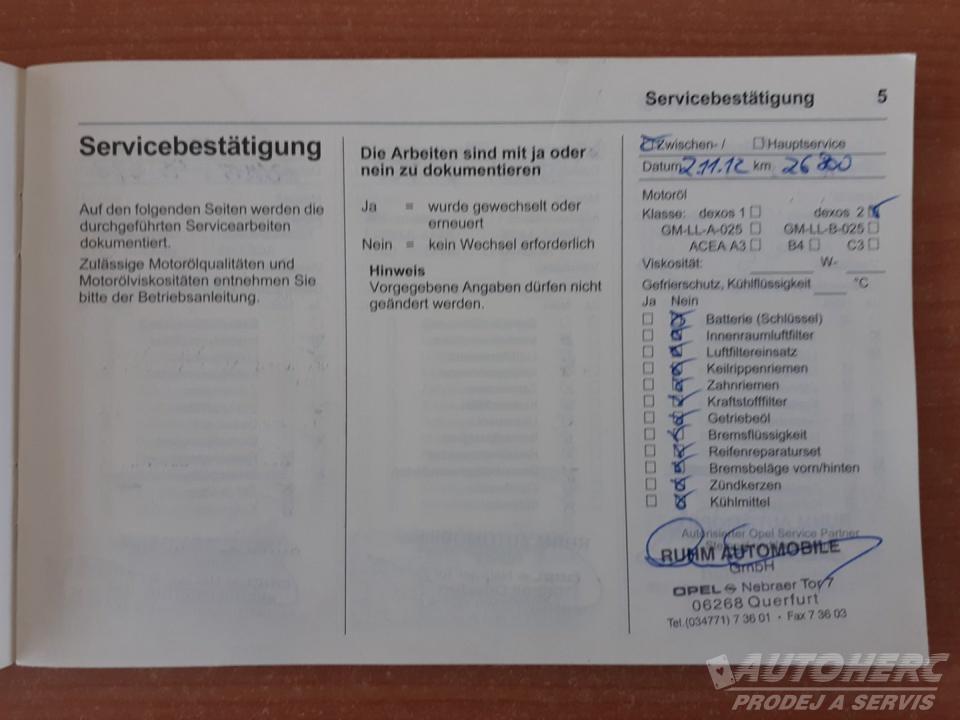 Servicebestätigung 5
Servicebestätigung
Auf den folgenden Seiten werden die
durchgeführten Servicearbeiten
dokumentiert.
Zulässige Motorölqualitäten und
Motorölviskositäten entnehmen Sie
bitte der Betriebsanleitung.
Die Arbeiten sind mit ja oder
nein zu dokumentieren
Ja = wurde gewechselt oder
erneuert
Nein = kein Wechsel erforderlich
Hinweis
Vorgegebene Angaben dürfen nicht
geändert werden.
Zwischen- / Hauptservice
Datum 2.11.12 km 26800
Motoröl
Klasse: dexos 1 dexos 2
GM-LL-A-025 GM-LL-B-025
ACEA A3 B4 C3
Viskosität: W-
Gefrierschutz, Kühlflüssigkeit °C
Ja Nein
Batterie (Schlüssel)
Innenraumluftfilter
Luftfiltereinsatz
Keilrippenriemen
Zahnriemen
Kraftstofffilter
Getriebeöl
Bremsflüssigkeit
Reifenreparaturset
Bremsbeläge vorn/hinten
Zündkerzen
Kühlmittel
Autorisierter Opel Service Partner
RUHM AUTOMOBILE
GmbH
OPEL Nebraer Tor 7
06268 Querfurt
Tel.(034771) 7 36 01 · Fax 7 36 03
AUTOHERC
PRODEJ A SERVIS